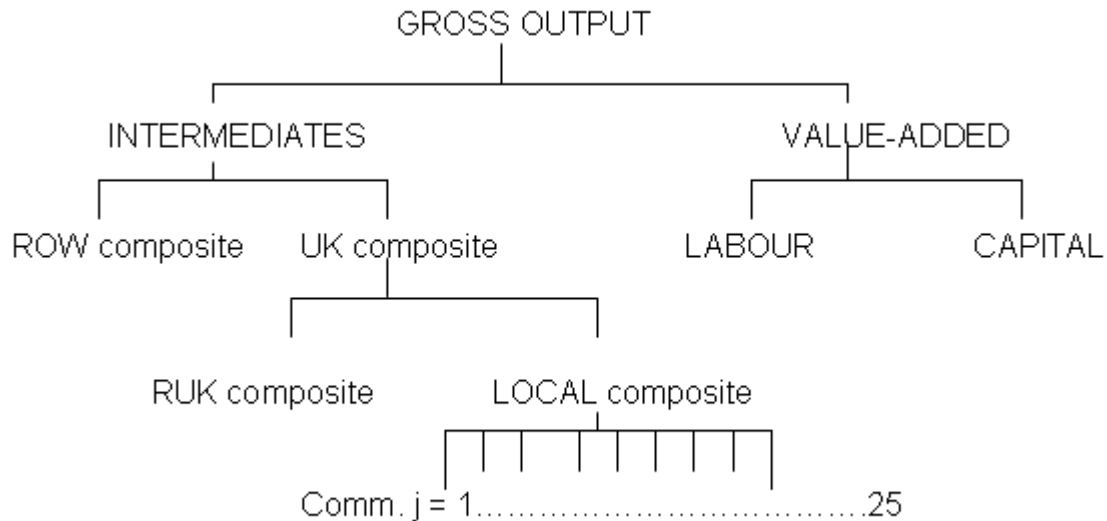 GROSS OUTPUT
INTERMEDIATES VALUE-ADDED
ROW composite UK composite LABOUR CAPITAL
RUK composite LOCAL composite
Comm. j = 1……………………………….25